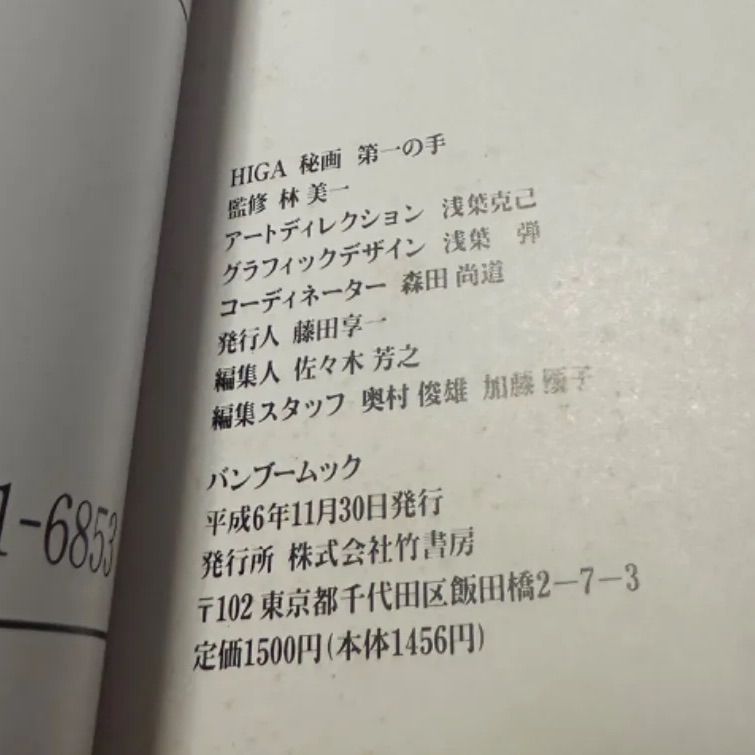 HIGA 秘画 第一の手
監修 林 美一
アートディレクション 浅葉克己
グラフィックデザイン 浅葉 弾
コーディネーター 森田 尚道
発行人 藤田享一
編集人 佐々木 芳之
編集スタッフ 奥村 俊雄 加藤
バンブームック
平成6年11月30日発行
発行所 株式会社竹書房
〒102 東京都千代田区飯田橋2-7-3
定価1500円(本体1456円)
1-6853